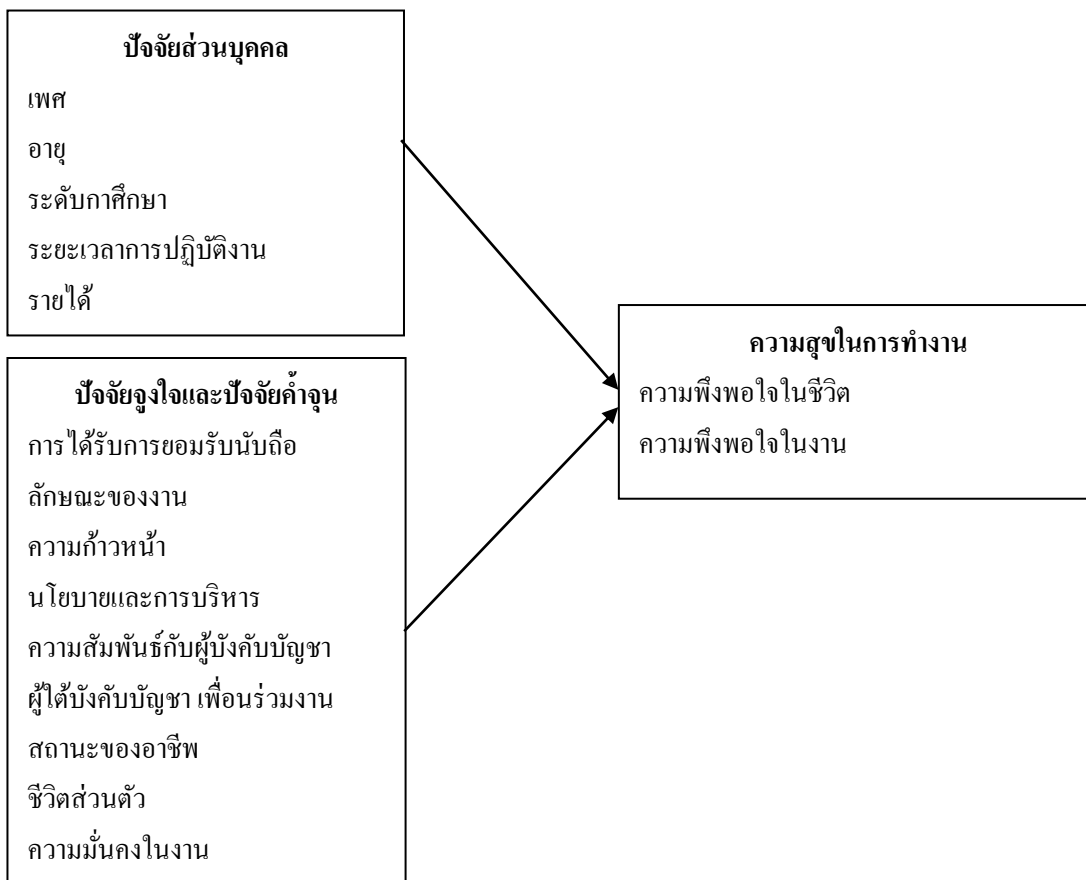 ปัจจัยส่วนบุคคล
เพศ
อายุ
ระดับกาศึกษา
ระยะเวลาการปฏิบัติงาน
รายได้
ปัจจัยจูงใจและปัจจัยค้ำจุน
การได้รับการยอมรับนับถือ
ลักษณะของงาน
ความก้าวหน้า
นโยบายและการบริหาร
ความสัมพันธ์กับผู้บังคับบัญชา
ผู้ใต้บังคับบัญชา เพื่อนร่วมงาน
สถานะของอาชีพ
ชีวิตส่วนตัว
ความมั่นคงในงาน
ความสุขในการทำงาน
ความพึงพอใจในชีวิต
ความพึงพอใจในงาน